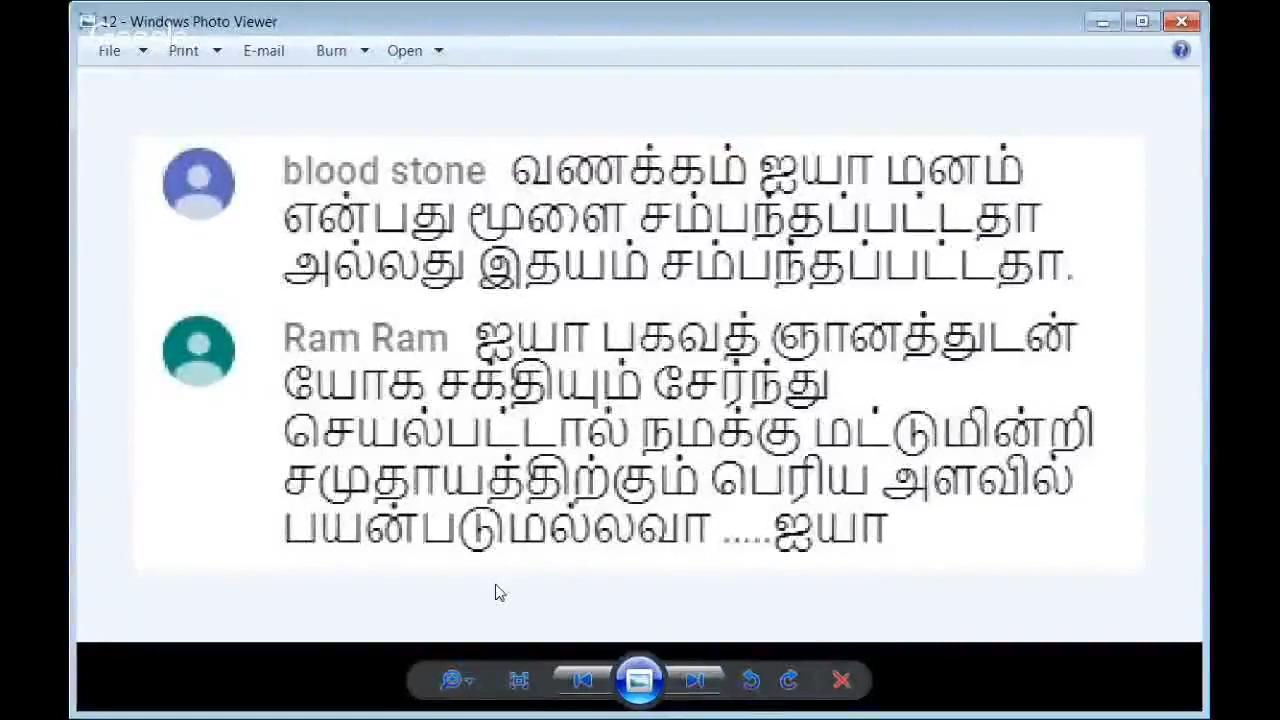 12 - Windows Photo Viewer
Google
File Print E-mail Burn Open
blood stone வணக்கம் ஐயா மனம்
என்பது மூளை சம்பந்தப்பட்டதா
அல்லது இதயம் சம்பந்தப்பட்டதா.
Ram Ram ஐயா பகவத் ஞானத்துடன்
யோக சக்தியும் சேர்ந்து
செயல்பட்டால் நமக்கு மட்டுமின்றி
சமுதாயத்திற்கும் பெரிய அளவில்
பயன்படுமல்லவா .....ஐயா